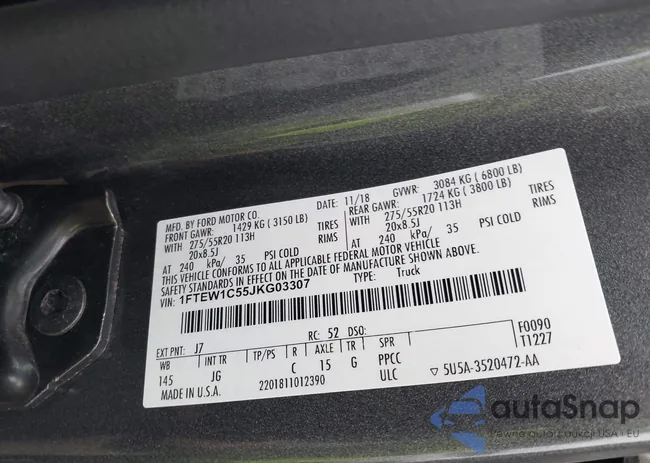 MFD. BY FORD MOTOR CO.
DATE: 11/18 GVWR: 3084 KG ( 6800 LB)
FRONT GAWR: 1429 KG ( 3150 LB) REAR GAWR: 1724 KG ( 3800 LB)
WITH 275/55R20 113H TIRES WITH 275/55R20 113H TIRES
20x8.5J RIMS 20x8.5J RIMS
AT 240 kPa/ 35 PSI COLD AT 240 kPa/ 35 PSI COLD
THIS VEHICLE CONFORMS TO ALL APPLICABLE FEDERAL MOTOR VEHICLE
SAFETY STANDARDS IN EFFECT ON THE DATE OF MANUFACTURE SHOWN ABOVE.
VIN: 1FTEW1C55JKG03307 TYPE: Truck
EXT PNT: J7 RC: 52 DSO: F0090
WB INT TR TP/PS R AXLE TR SPR T1227
145 JG C 15 G PPCC
MADE IN U.S.A. 2201811012390 ULC ▽ 5U5A-3520472-AA
autaSnap
Pewne auta z aukcji USA i EU